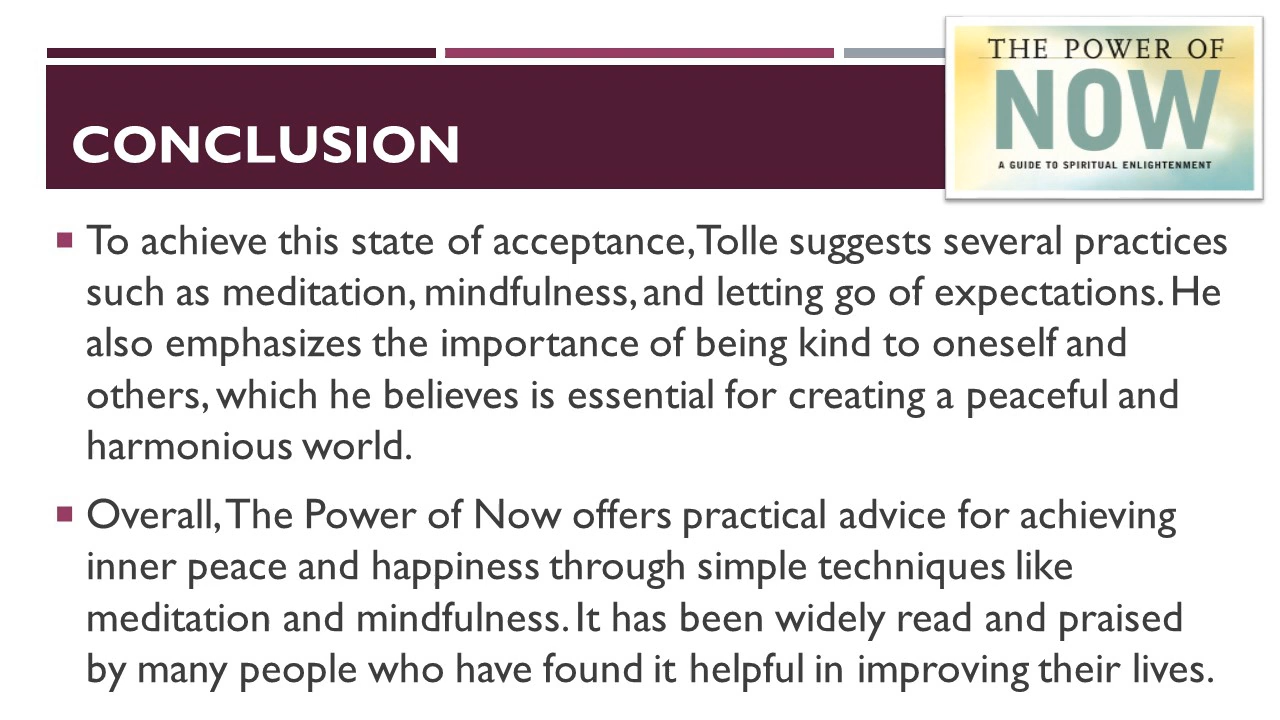 THE POWER OF
NOW
A GUIDE TO SPIRITUAL ENLIGHTENMENT
CONCLUSION
To achieve this state of acceptance, Tolle suggests several practices
such as meditation, mindfulness, and letting go of expectations. He
also emphasizes the importance of being kind to oneself and
others, which he believes is essential for creating a peaceful and
harmonious world.
Overall, The Power of Now offers practical advice for achieving
inner peace and happiness through simple techniques like
meditation and mindfulness. It has been widely read and praised
by many people who have found it helpful in improving their lives.